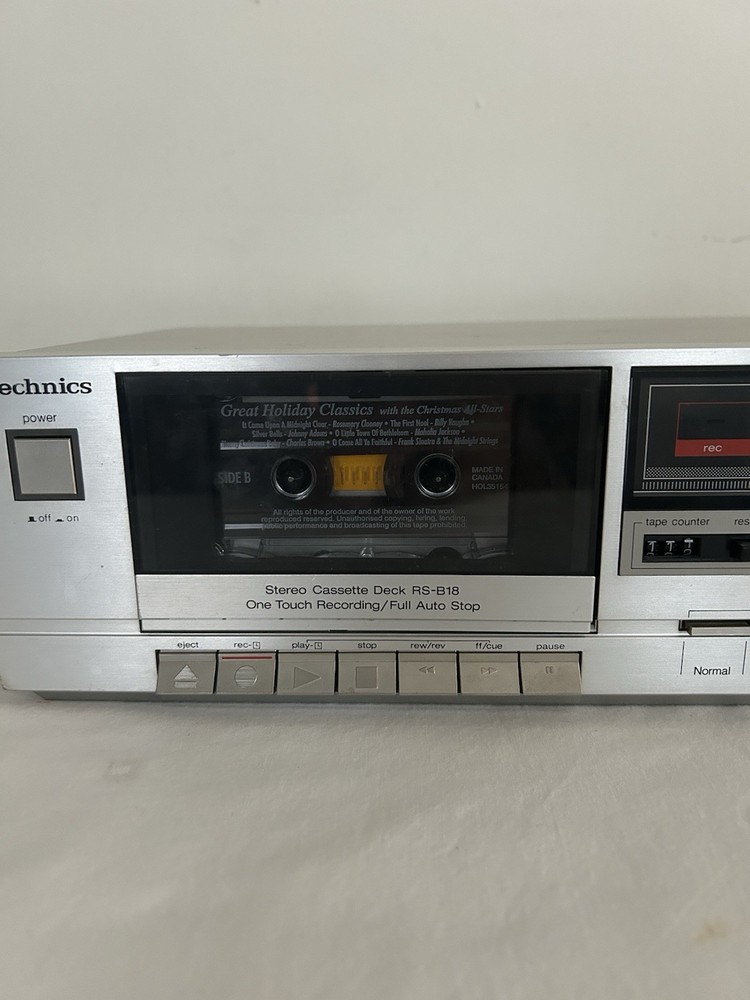 echnics
power
off on
Great Holiday Classics with the Christmas All-Stars
It Came Upon A Midnight Clear - Rosemary Clooney • The First Noel - Billy Vaughn •
Silver Bells - Johnny Adams • O Little Town Of Bethlehem - Mahalia Jackson •
Christmas - Charles Brown • O Come All Ye Faithful - Frank Sinatra & The Midnight Strings
SIDE B
MADE IN
CANADA
All rights of the producer and of the owner of the work
reproduced reserved. Unauthorised copying, hiring, lending,
public performance and broadcasting of this tape prohibited.
Stereo Cassette Deck RS-B18
One Touch Recording/Full Auto Stop
rec
tape counter res
1 1 1
eject rec- play- stop rew/rev ff/cue pause
Normal